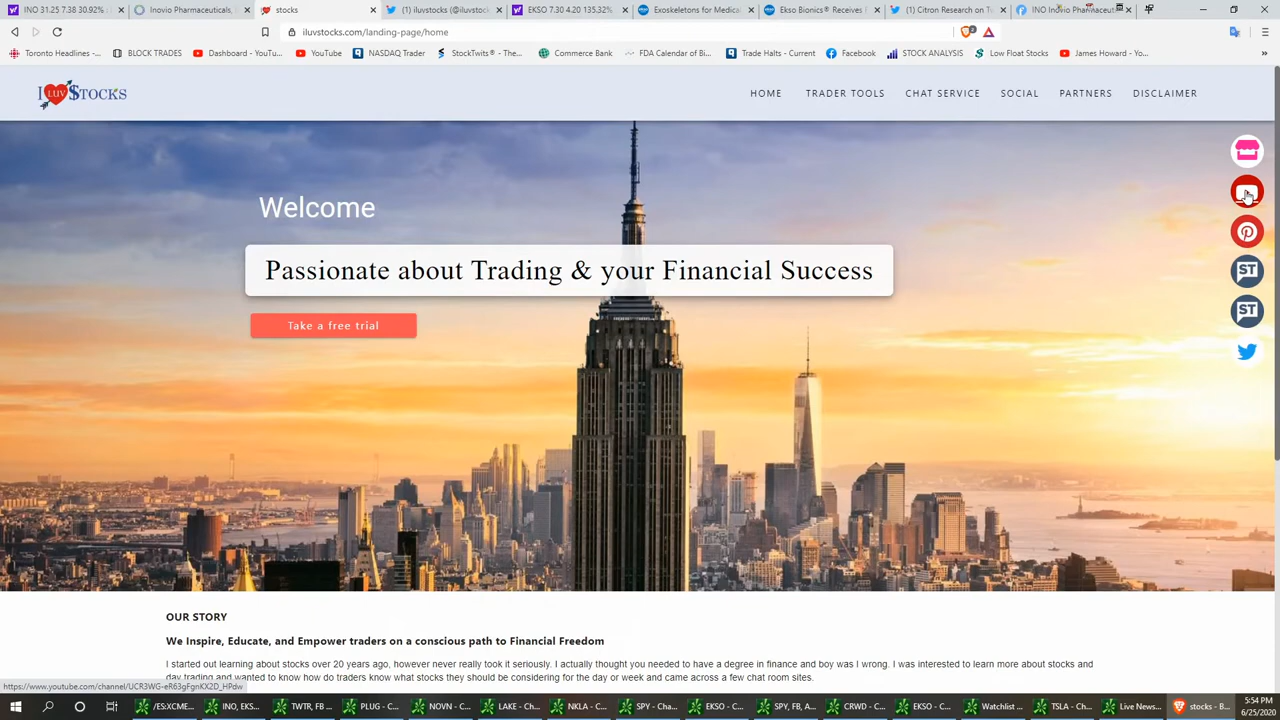 INO 31.25 7.38 30.92% (
Inovio Pharmaceuticals, In
stocks
(1) iluvstocks (@iluvstock
EKSO 7.30 4.20 135.32%
Exoskeletons for Medical
Ekso Bionics® Receives F
(1) Citron Research on Tw
INO Inovio Pharmaceut
iluvstocks.com/landing-page/home
Toronto Headlines -...
BLOCK TRADES
Dashboard - YouTu...
YouTube
NASDAQ Trader
StockTwits® - The...
Commerce Bank
FDA Calendar of Bi...
Trade Halts - Current
Facebook
STOCK ANALYSIS
Low Float Stocks
James Howard - Yo...
I LUV $TOCKS
HOME
TRADER TOOLS
CHAT SERVICE
SOCIAL
PARTNERS
DISCLAIMER
Welcome
Passionate about Trading & your Financial Success
Take a free trial
ST
ST
OUR STORY
We Inspire, Educate, and Empower traders on a conscious path to Financial Freedom
I started out learning about stocks over 20 years ago, however never really took it seriously. I actually thought you needed to have a degree in finance and boy was I wrong. I was interested to learn more about stocks and
day trading and wanted to know how do traders know what stocks they should be considering for the day or week and came across a few chat room sites.
https://www.youtube.com/channel/UCR3WG-eR63gFgnKX2D_HPdw
/ESXCME...
INO, EKS...
TWTR, FB ...
PLUG - C...
NOVN - C...
LAKE - C...
NKLA - C...
SPY - Cha...
EKSO - C...
SPY, FB, A...
CRWD - C...
EKSO - C...
Watchlist ...
TSLA - C...
Live News...
stocks - B...
5:54 PM
6/25/2020